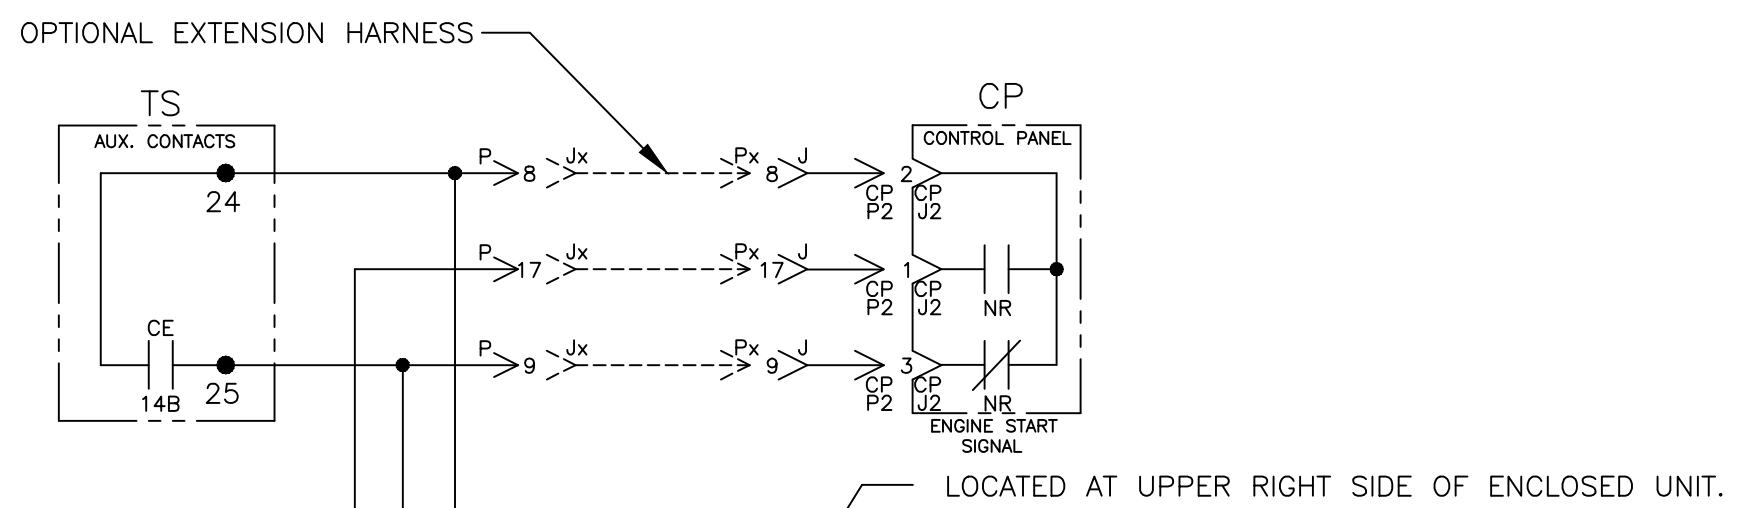 OPTIONAL EXTENSION HARNESS
TS
AUX. CONTACTS
24
CE
14B
25
P 8 Jx Px 8 J
P 17 Jx Px 17 J
P 9 Jx Px 9 J
CP
CONTROL PANEL
2
CP CP
P2 J2
1
CP CP
P2 J2
NR
3
CP CP
P2 J2
NR
ENGINE START
SIGNAL
LOCATED AT UPPER RIGHT SIDE OF ENCLOSED UNIT.